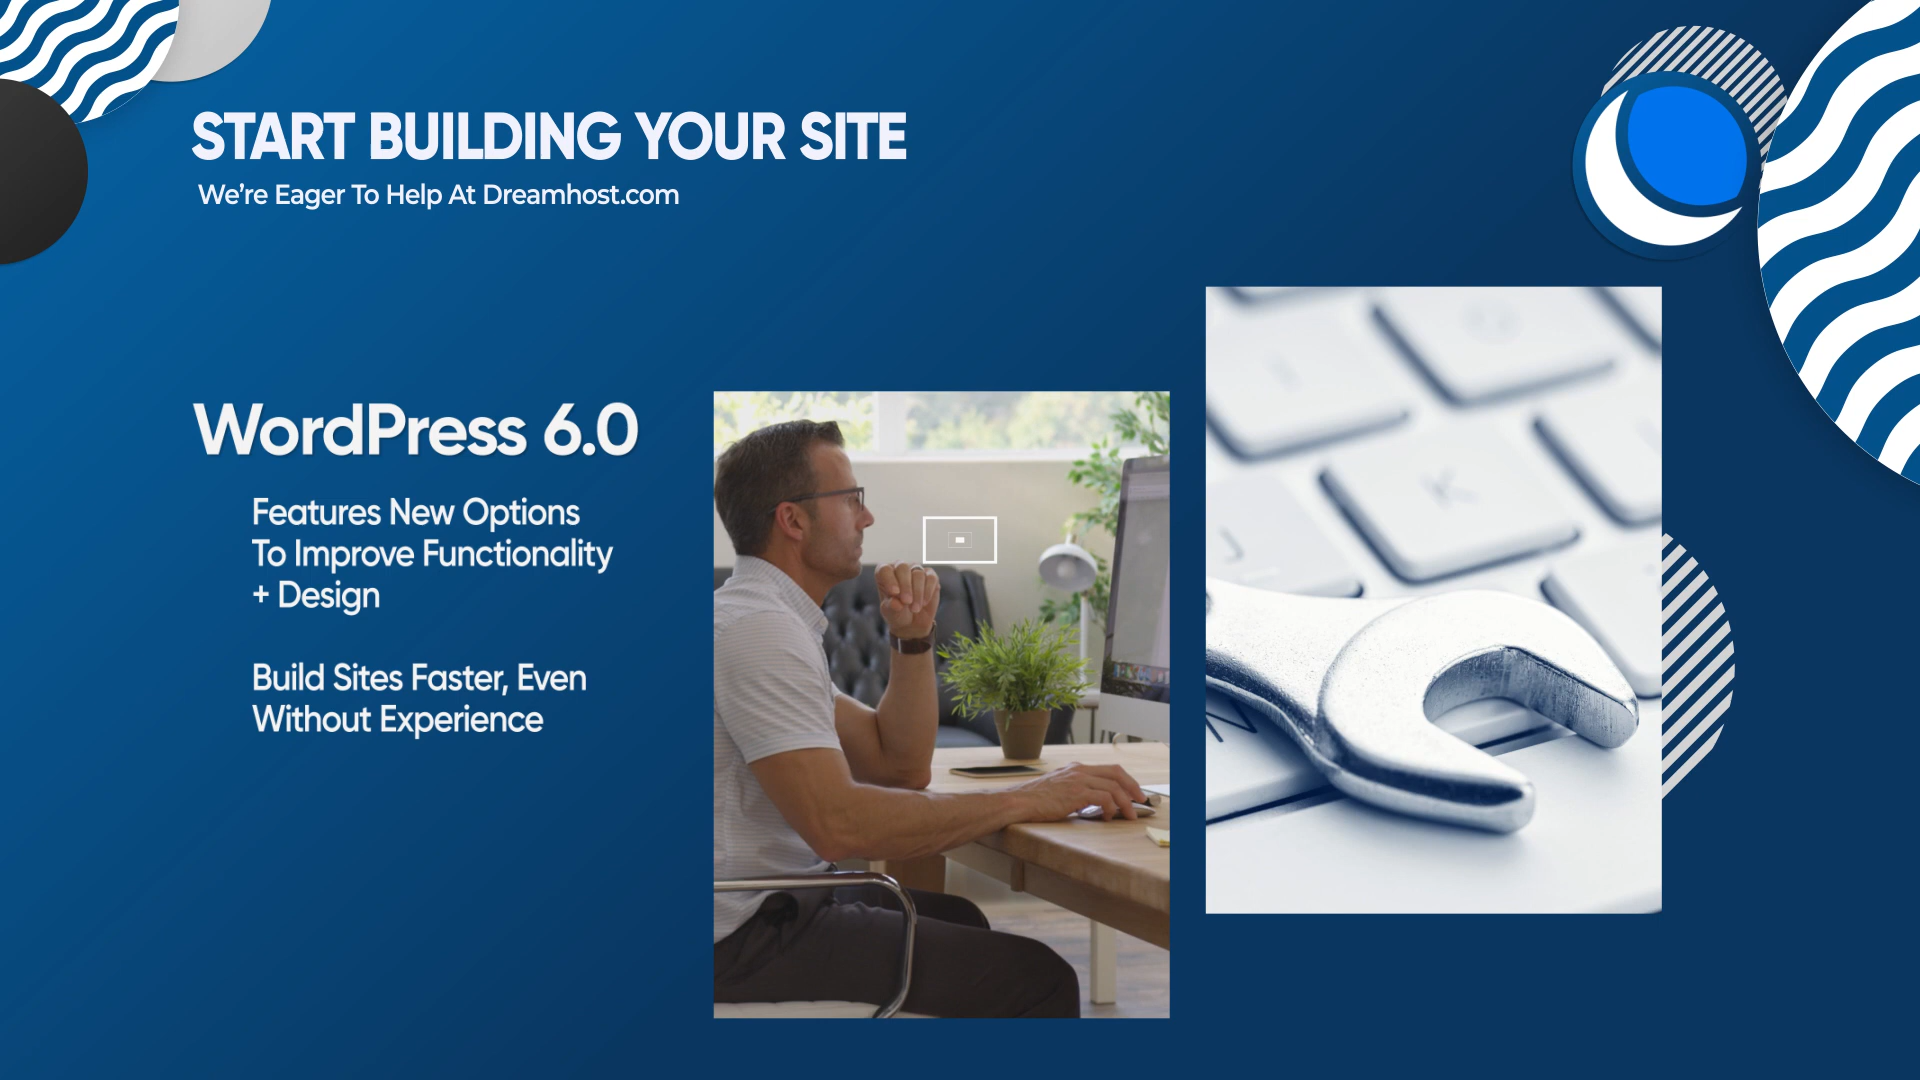 START BUILDING YOUR SITE
We’re Eager To Help At Dreamhost.com
WordPress 6.0
Features New Options
To Improve Functionality
+ Design
Build Sites Faster, Even
Without Experience
K
J
N